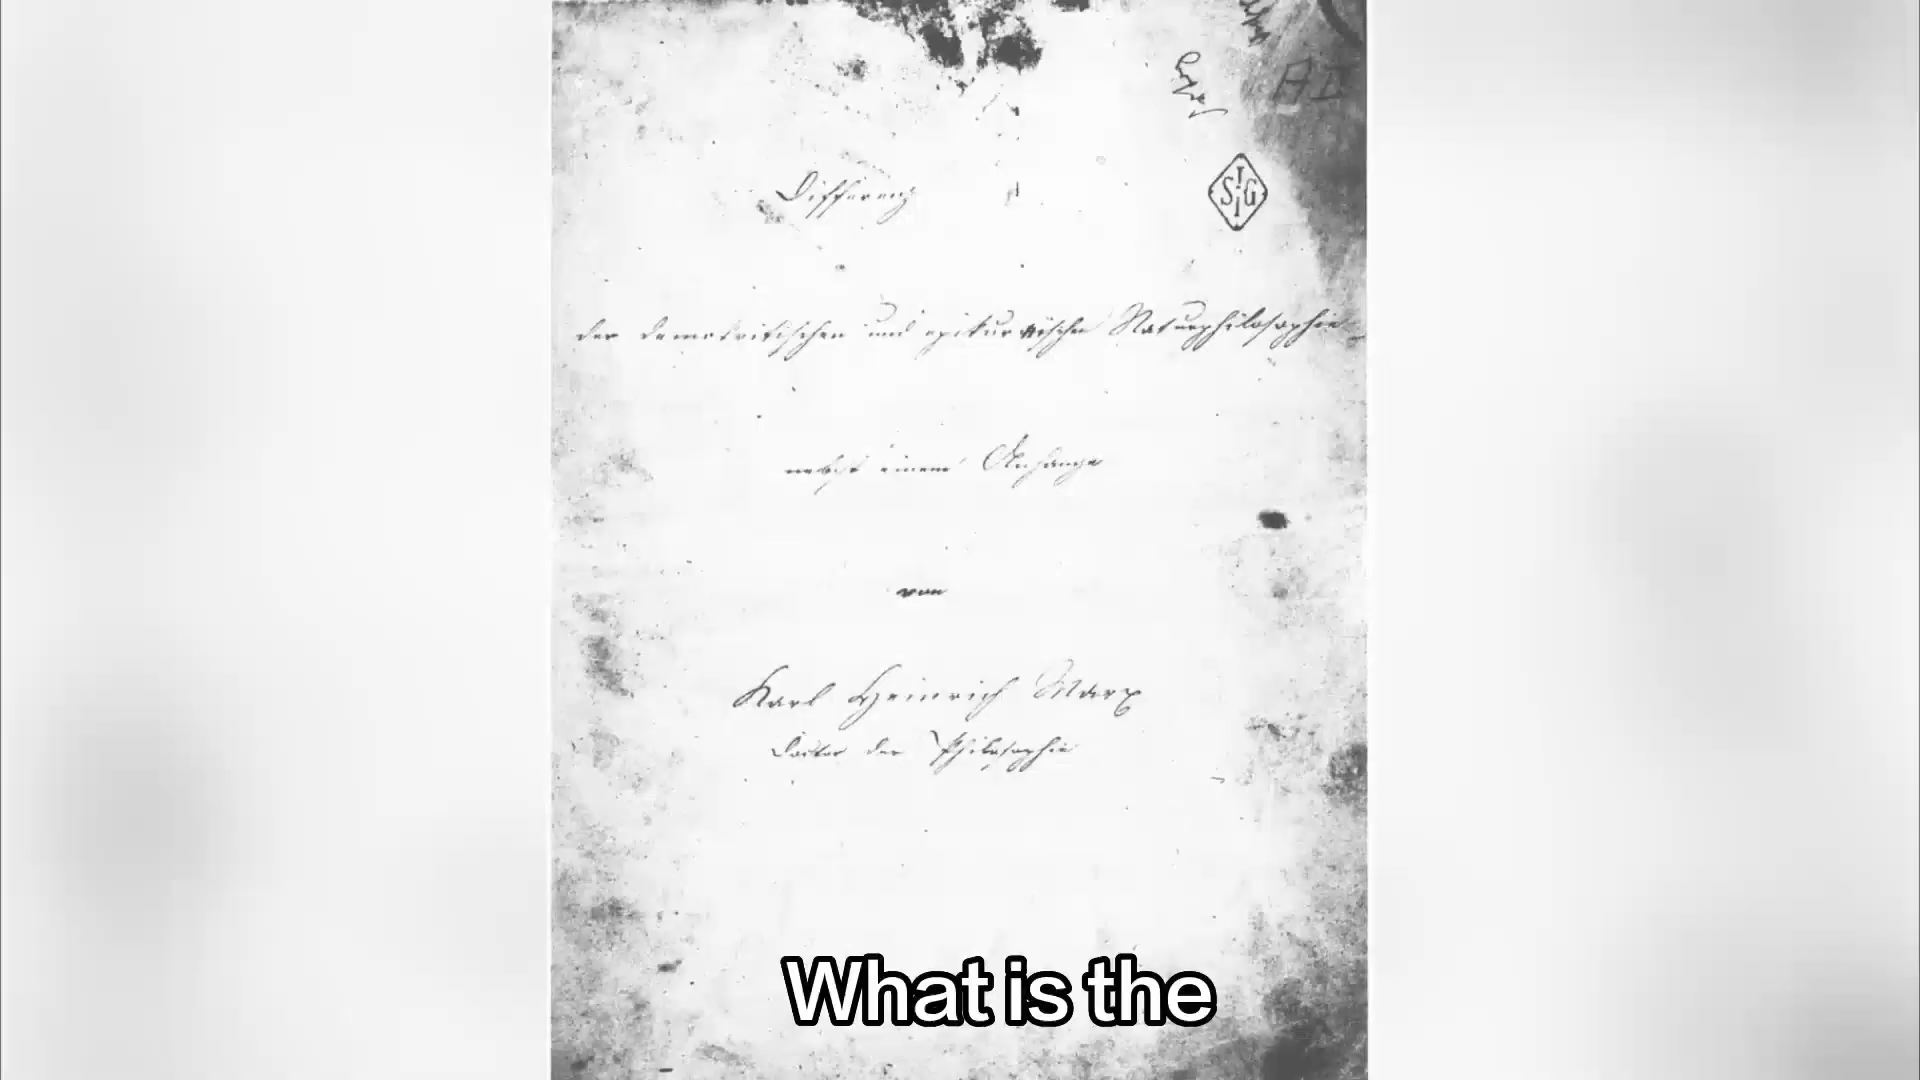 AI
S I G I
Differenz
der demokritischen und epikureischen Naturphilosophie
nebst einem Anhange
von
Karl Heinrich Marx
Doctor der Philosophie
What is the